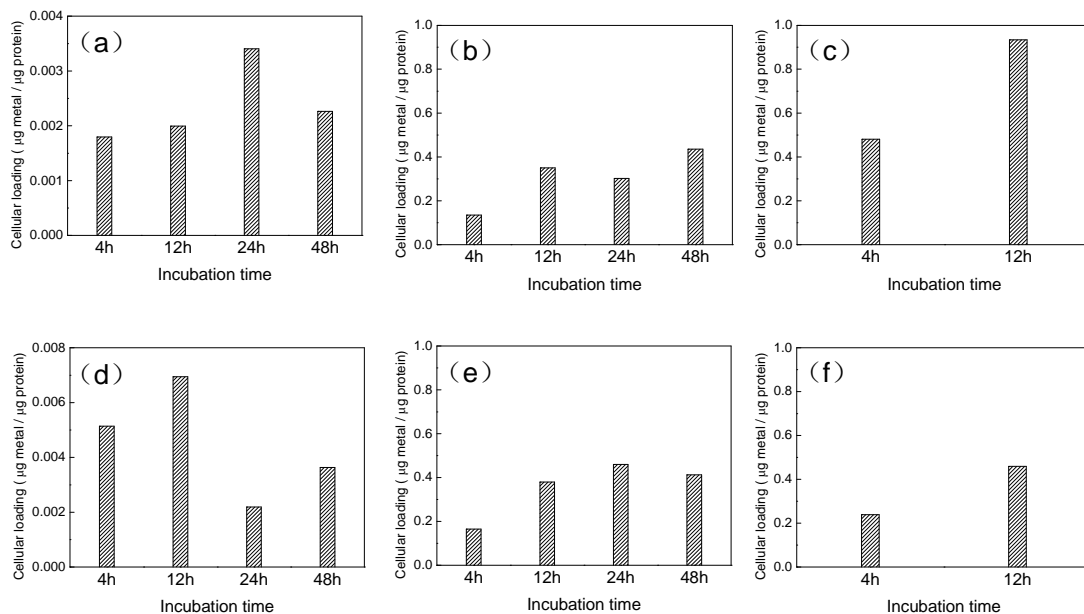 （a）
0.004
0.003
0.002
0.001
0.000
Cellular loading ( μg metal / μg protein)
4h 12h 24h 48h
Incubation time
（b）
1.0
0.8
0.6
0.4
0.2
0.0
Cellular loading ( μg metal / μg protein)
4h 12h 24h 48h
Incubation time
（c）
1.0
0.8
0.6
0.4
0.2
0.0
Cellular loading ( μg metal / μg protein)
4h 12h
Incubation time
（d）
0.008
0.006
0.004
0.002
0.000
Cellular loading ( μg metal / μg protein)
4h 12h 24h 48h
Incubation time
（e）
1.0
0.8
0.6
0.4
0.2
0.0
Cellular loading ( μg metal / μg protein)
4h 12h 24h 48h
Incubation time
（f）
1.0
0.8
0.6
0.4
0.2
0.0
Cellular loading ( μg metal / μg protein)
4h 12h
Incubation time